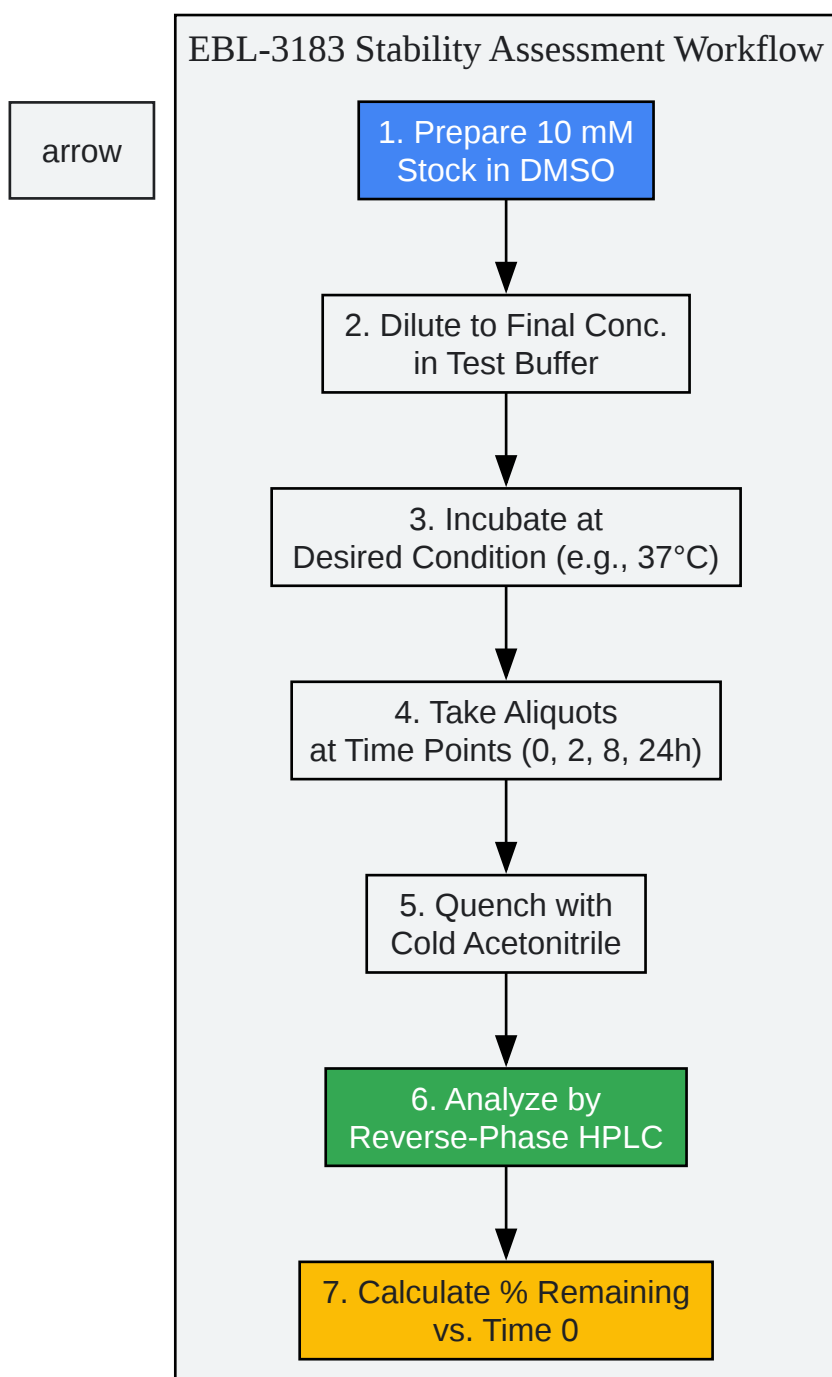 EBL-3183 Stability Assessment Workflow
arrow
1. Prepare 10 mM
Stock in DMSO
2. Dilute to Final Conc.
in Test Buffer
3. Incubate at
Desired Condition (e.g., 37°C)
4. Take Aliquots
at Time Points (0, 2, 8, 24h)
5. Quench with
Cold Acetonitrile
6. Analyze by
Reverse-Phase HPLC
7. Calculate % Remaining
vs. Time 0